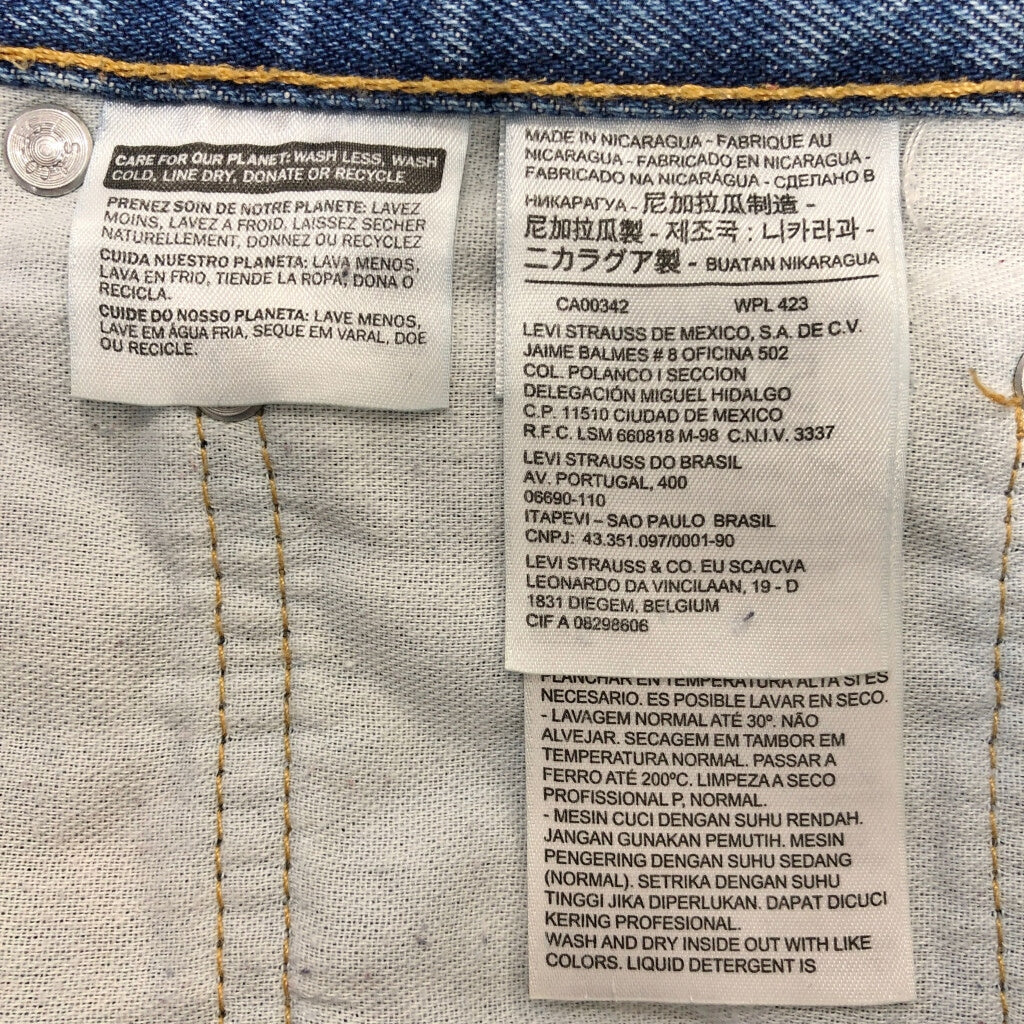 CARE FOR OUR PLANET: WASH LESS, WASH
COLD, LINE DRY, DONATE OR RECYCLE
PRENEZ SOIN DE NOTRE PLANETE: LAVEZ
MOINS, LAVEZ A FROID, LAISSEZ SECHER
NATURELLEMENT, DONNEZ OU RECYCLEZ
CUIDA NUESTRO PLANETA: LAVA MENOS,
LAVA EN FRIO, TIENDE LA ROPA, DONA O
RECICLA.
CUIDE DO NOSSO PLANETA: LAVE MENOS,
LAVE EM ÁGUA FRIA, SEQUE EM VARAL, DOE
OU RECICLE.
MADE IN NICARAGUA - FABRIQUE AU
NICARAGUA - FABRICADO EN NICARAGUA -
FABRICADO NA NICARÁGUA - СДЕЛАНО В
НИКАРАГУА - 尼加拉瓜制造 -
尼加拉瓜製 - 제조국 : 니카라과 -
ニカラグア製 - BUATAN NIKARAGUA
CA00342 WPL 423
LEVI STRAUSS DE MEXICO, S.A. DE C.V.
JAIME BALMES # 8 OFICINA 502
COL. POLANCO I SECCION
DELEGACIÓN MIGUEL HIDALGO
C.P. 11510 CIUDAD DE MEXICO
R.F.C. LSM 660818 M-98 C.N.I.V. 3337
LEVI STRAUSS DO BRASIL
AV. PORTUGAL, 400
06690-110
ITAPEVI – SAO PAULO BRASIL
CNPJ: 43.351.097/0001-90
LEVI STRAUSS & CO. EU SCA/CVA
LEONARDO DA VINCILAAN, 19 - D
1831 DIEGEM, BELGIUM
CIF A 08298606
PLANCHAR EN TEMPERATURA ALTA SI ES
NECESARIO. ES POSIBLE LAVAR EN SECO.
- LAVAGEM NORMAL ATÉ 30º. NÃO
ALVEJAR. SECAGEM EM TAMBOR EM
TEMPERATURA NORMAL. PASSAR A
FERRO ATÉ 200ºC. LIMPEZA A SECO
PROFISSIONAL P, NORMAL.
- MESIN CUCI DENGAN SUHU RENDAH.
JANGAN GUNAKAN PEMUTIH. MESIN
PENGERING DENGAN SUHU SEDANG
(NORMAL). SETRIKA DENGAN SUHU
TINGGI JIKA DIPERLUKAN. DAPAT DICUCI
KERING PROFESIONAL.
WASH AND DRY INSIDE OUT WITH LIKE
COLORS. LIQUID DETERGENT IS